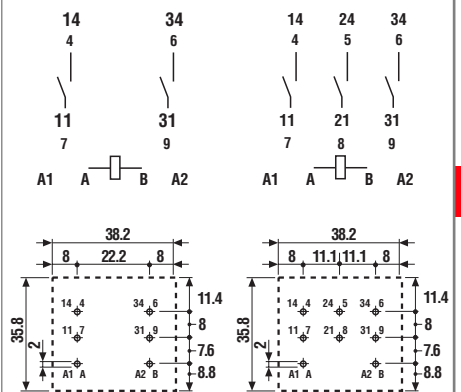 14 34 14 24 34
4 6 4 5 6
11 31 11 21 31
7 9 7 8 9
A1 A B A2 A1 A B A2
38.2 38.2
8 22.2 8 8 11.1 11.1 8
11.4 11.4
14 4 34 6 14 4 24 5 34 6
35.8 8 35.8 8
11 7 31 9 11 7 21 8 31 9
2 7.6 2 7.6
A1 A A2 B 8.8 A1 A A2 B 8.8